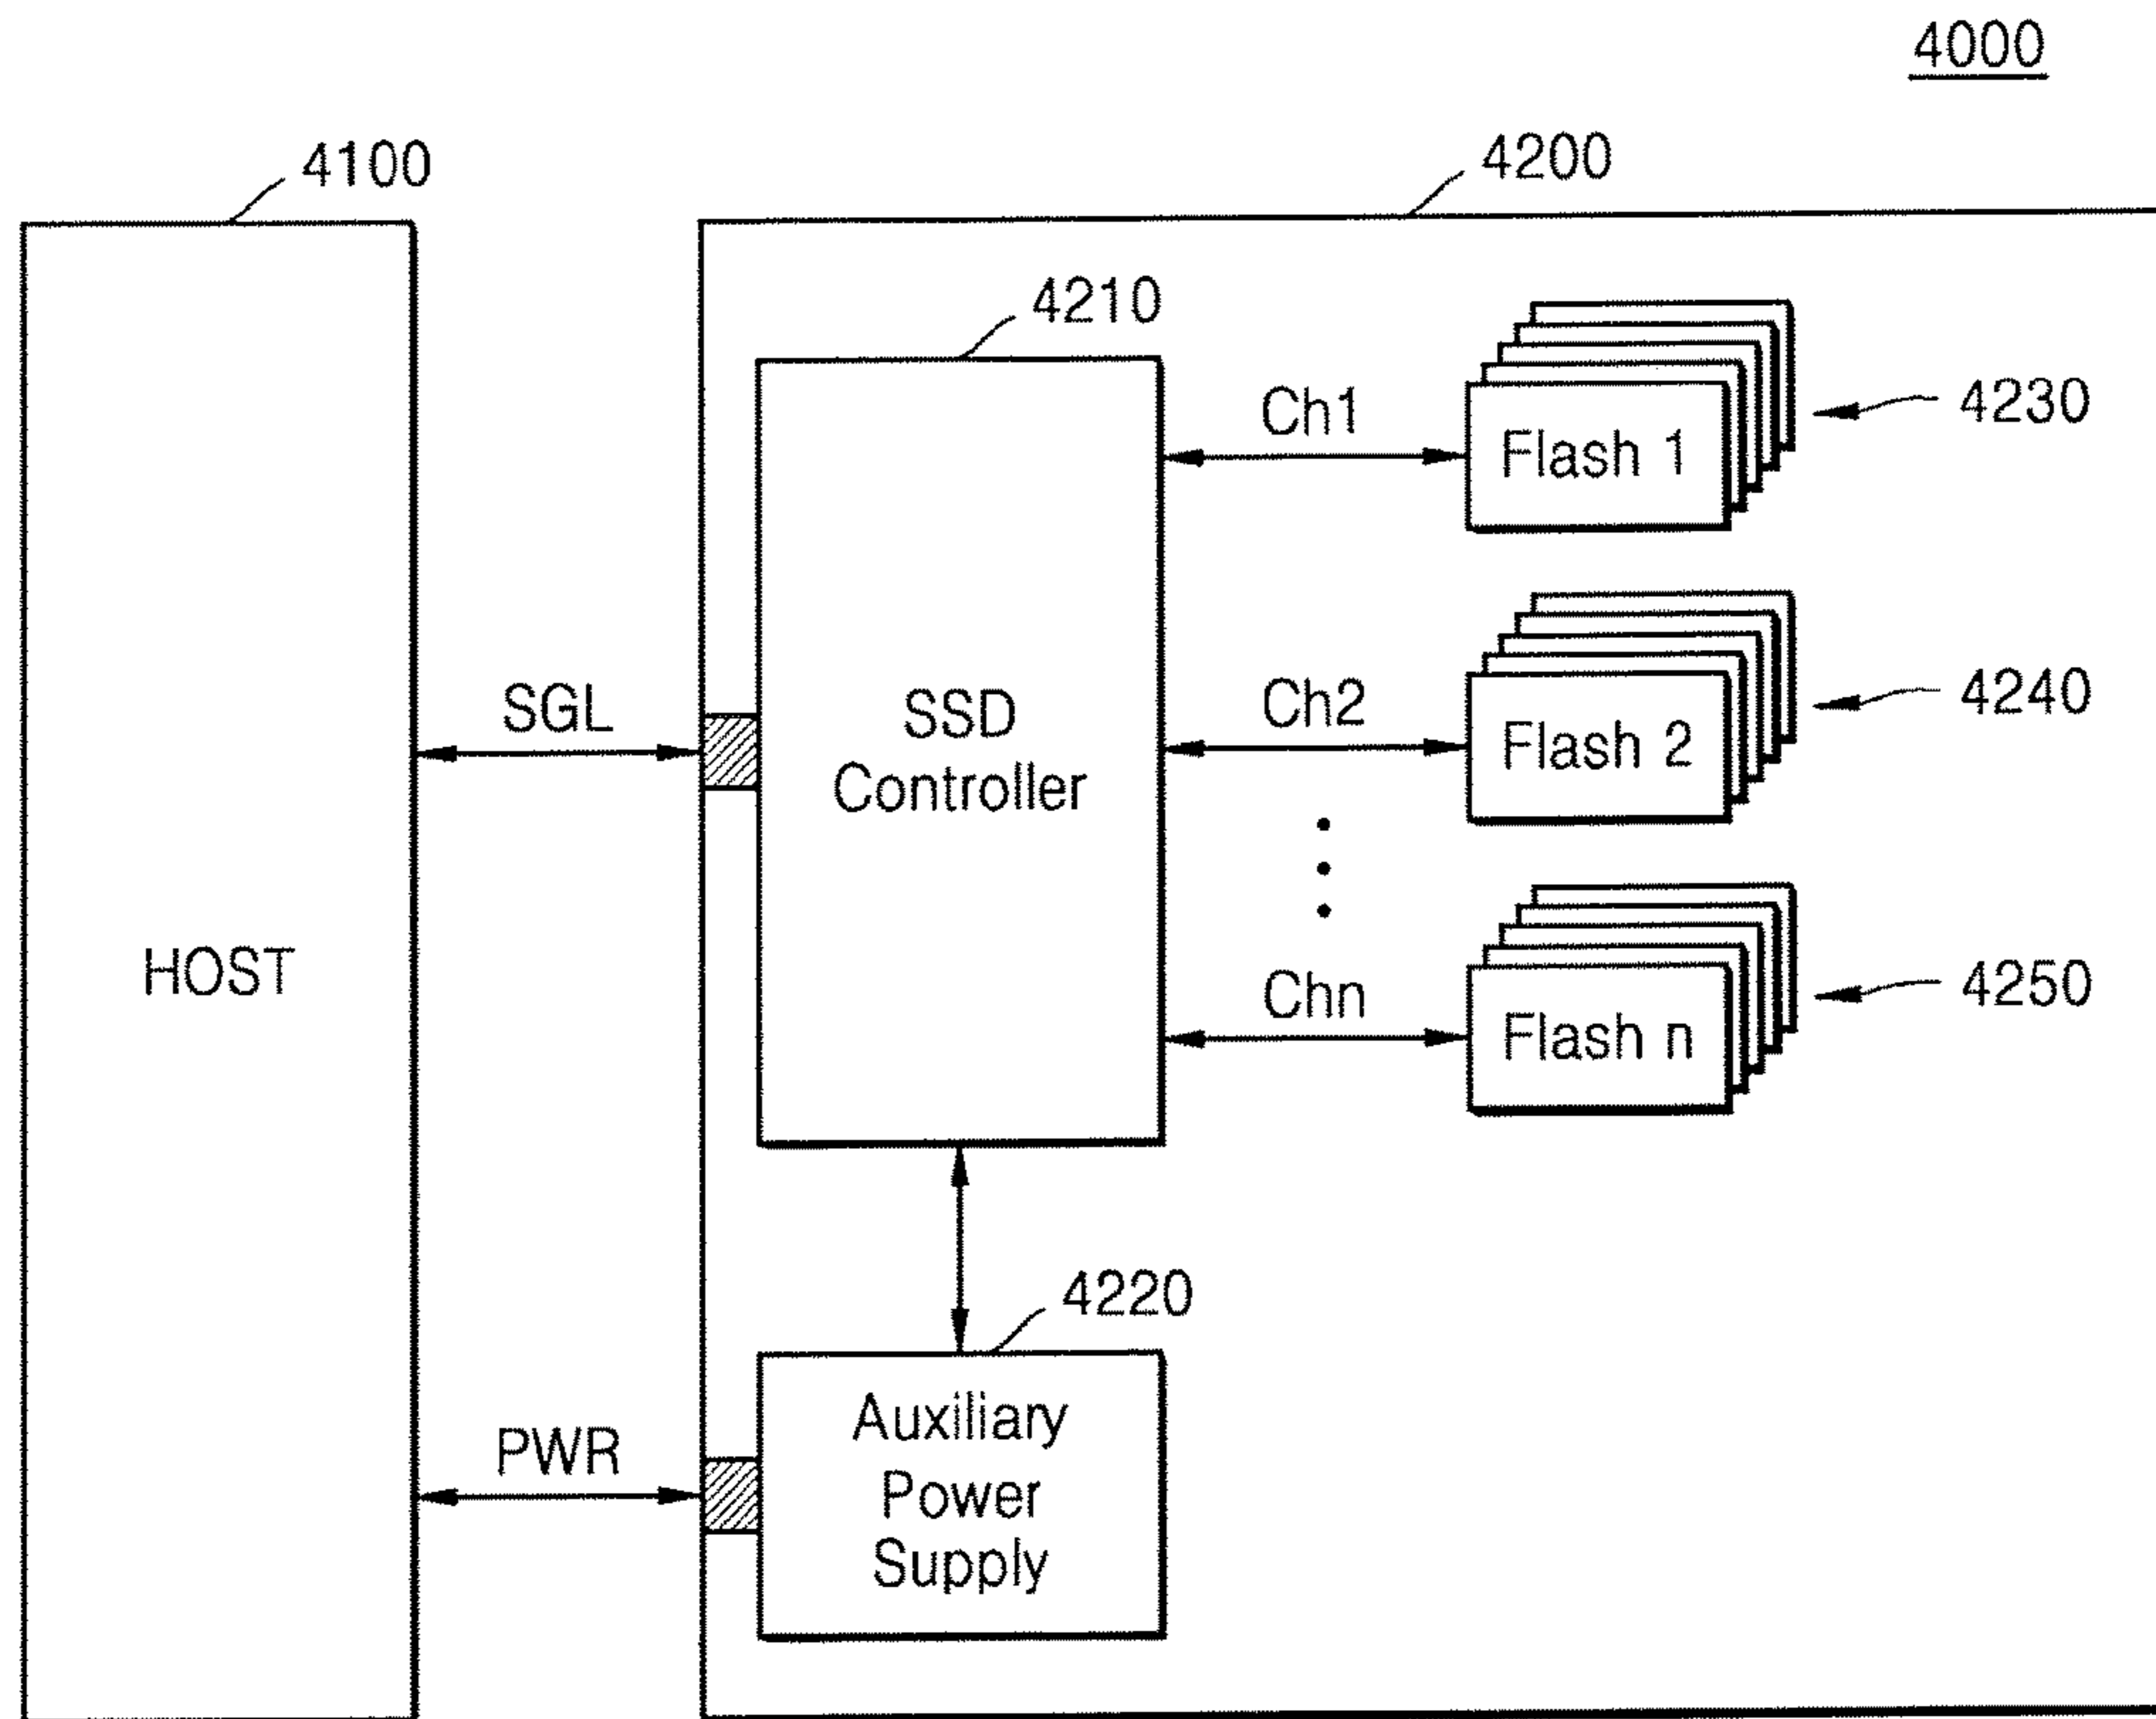 4000
4100
4200
4210
Ch1
Flash 1
4230
SGL
SSD
Controller
Ch2
Flash 2
4240
HOST
Chn
Flash n
4250
4220
PWR
Auxiliary
Power
Supply